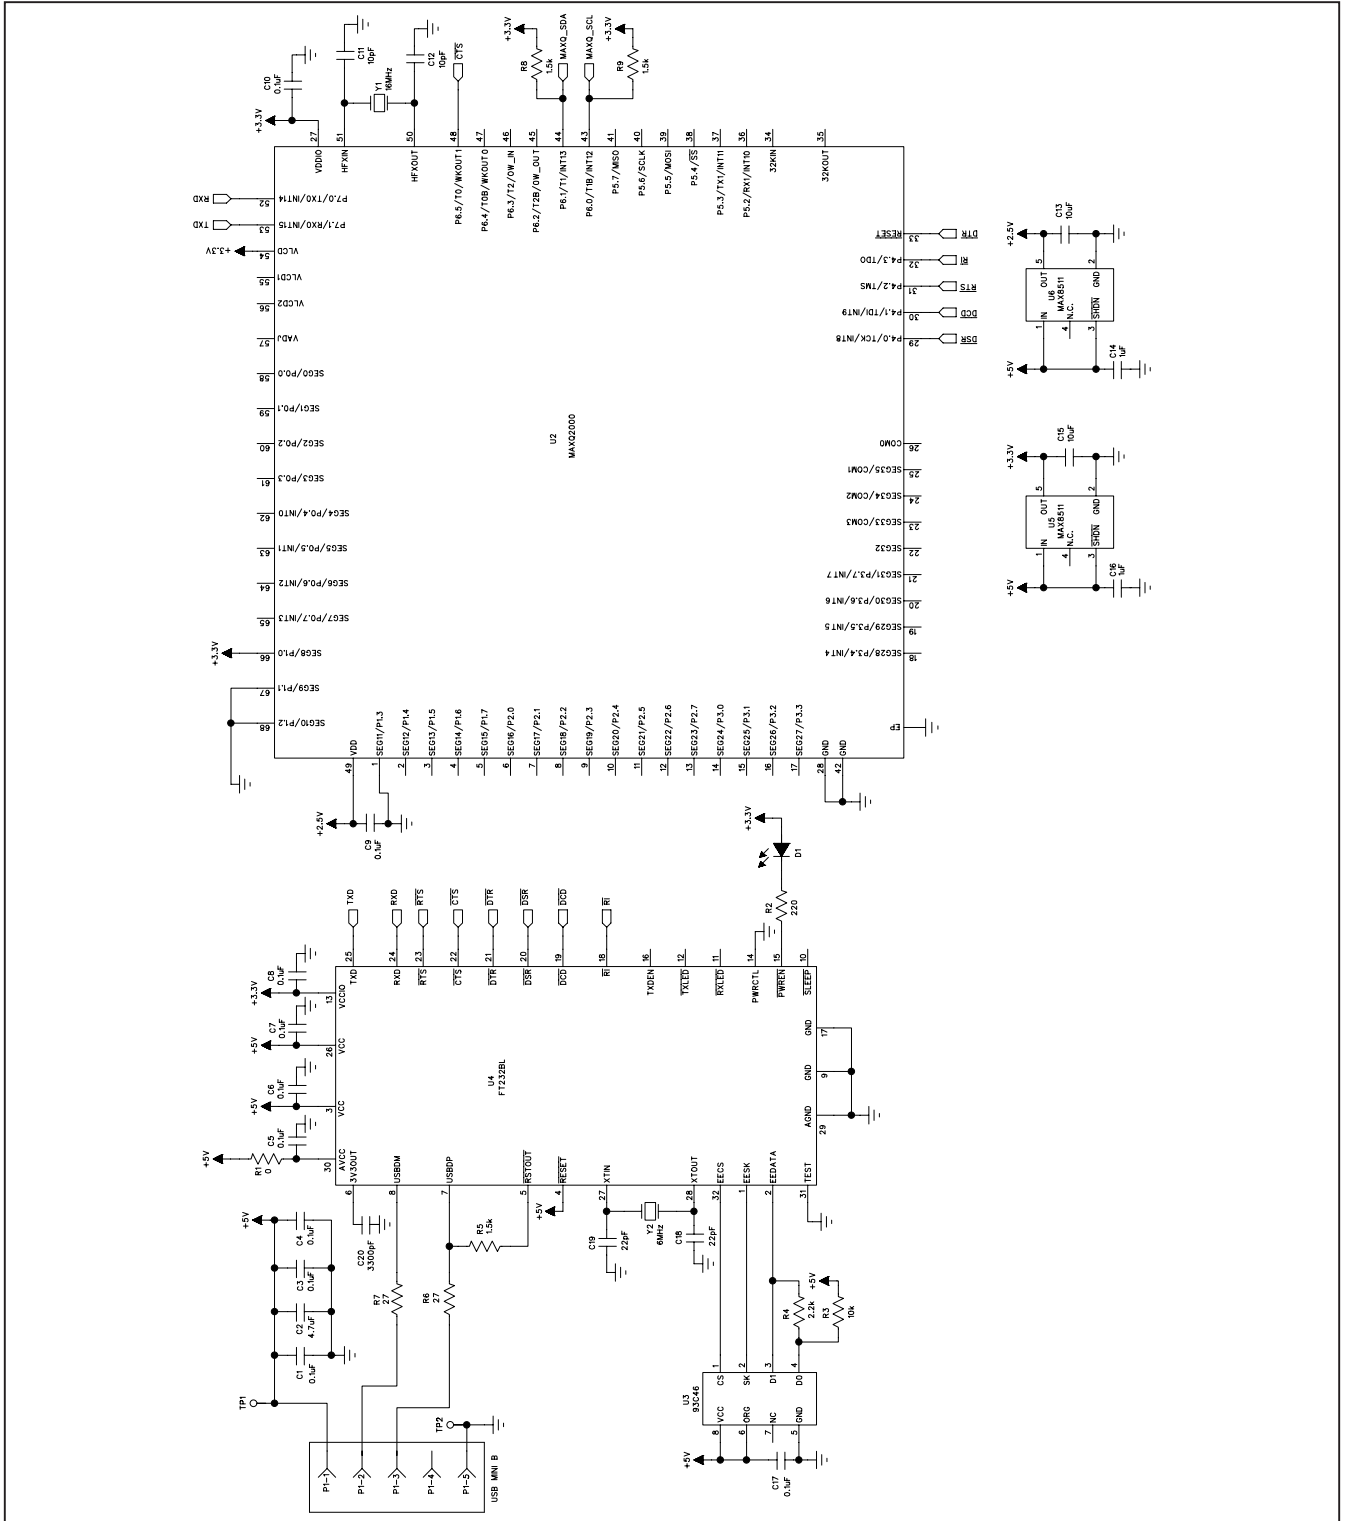 +3.3V
C10
0.1uF
C11
10pF
Y1
16MHz
C12
10pF
CTS
+3.3V
R8
1.5k
MAXQ_SDA
MAXQ_SCL
+3.3V
R9
1.5k
27
VDDIO
51
HFXIN
50
HFXOUT
48
P6.5/T0/WKOUT1
47
P6.4/T0B/WKOUT0
46
P6.3/T2/OW_IN
45
P6.2/T2B/OW_OUT
44
P6.1/T1/INT13
43
P6.0/T1B/INT12
41
P5.7/MISO
40
P5.6/SCLK
39
P5.5/MOSI
38
P5.4/SS
37
P5.3/TX1/INT11
36
P5.2/RX1/INT10
34
32KIN
35
32KOUT
RXD
52
P7.0/TX0/INT14
TXD
53
P7.1/RX0/INT15
+3.3V
54
VLCD
55
VLCD1
56
VLCD2
57
VADJ
58
SEG0/P0.0
59
SEG1/P0.1
60
SEG2/P0.2
61
SEG3/P0.3
62
SEG4/P0.4/INT0
63
SEG5/P0.5/INT1
64
SEG6/P0.6/INT2
65
SEG7/P0.7/INT3
+3.3V
66
SEG8/P1.0
67
SEG9/P1.1
68
SEG10/P1.2
U2
MAXQ2000
RESET
33
DTR
P4.3/TDO
32
RI
P4.2/TMS
31
RTS
P4.1/TDI/INT9
30
DCD
P4.0/TCK/INT8
29
DSR
COM0
26
SEG35/COM1
25
SEG34/COM2
24
SEG33/COM3
23
SEG32
22
SEG31/P3.7/INT7
21
SEG30/P3.6/INT6
20
SEG29/P3.5/INT5
19
SEG28/P3.4/INT4
18
EP
49
VDD
1
SEG11/P1.3
2
SEG12/P1.4
3
SEG13/P1.5
4
SEG14/P1.6
5
SEG15/P1.7
6
SEG16/P2.0
7
SEG17/P2.1
8
SEG18/P2.2
9
SEG19/P2.3
10
SEG20/P2.4
11
SEG21/P2.5
12
SEG22/P2.6
13
SEG23/P2.7
14
SEG24/P3.0
15
SEG25/P3.1
16
SEG26/P3.2
17
SEG27/P3.3
28
GND
42
GND
+2.5V
C9
0.1uF
+2.5V
C13
10uF
5
OUT
2
GND
U6
MAX8511
1
IN
4
N.C.
3
SHDN
+5V
C14
1uF
+3.3V
C15
10uF
5
OUT
2
GND
U5
MAX8511
1
IN
4
N.C.
3
SHDN
+5V
C16
1uF
+3.3V
D1
R2
220
TXD
RXD
RTS
CTS
DTR
DSR
DCD
RI
25
TXD
24
RXD
23
RTS
22
CTS
21
DTR
20
DSR
19
DCD
18
RI
16
TXDEN
12
TXLED
11
RXLED
14
PWRCTL
15
PWREN
10
SLEEP
+3.3V
C8
0.1uF
13
VCCIO
+5V
C7
0.1uF
26
VCC
+5V
C6
0.1uF
3
VCC
+5V
R1
0
C5
0.1uF
30
AVCC
U4
FT232BL
GND
17
GND
9
AGND
29
6
3V3OUT
8
USBDM
7
USBDP
5
RSTOUT
4
RESET
27
XTIN
28
XTOUT
32
EECS
1
EESK
2
EEDATA
31
TEST
+5V
C4
0.1uF
C3
0.1uF
C2
4.7uF
C1
0.1uF
C20
3300pF
R7
27
R6
27
R5
1.5k
+5V
C19
22pF
Y2
6MHz
C18
22pF
+5V
R4
2.2k
R3
10k
U3
93C46
1
CS
2
SK
3
D1
4
D0
8
VCC
6
ORG
7
NC
5
GND
+5V
C17
0.1uF
TP1
TP2
P1-1
P1-2
P1-3
P1-4
P1-5
USB MINI B